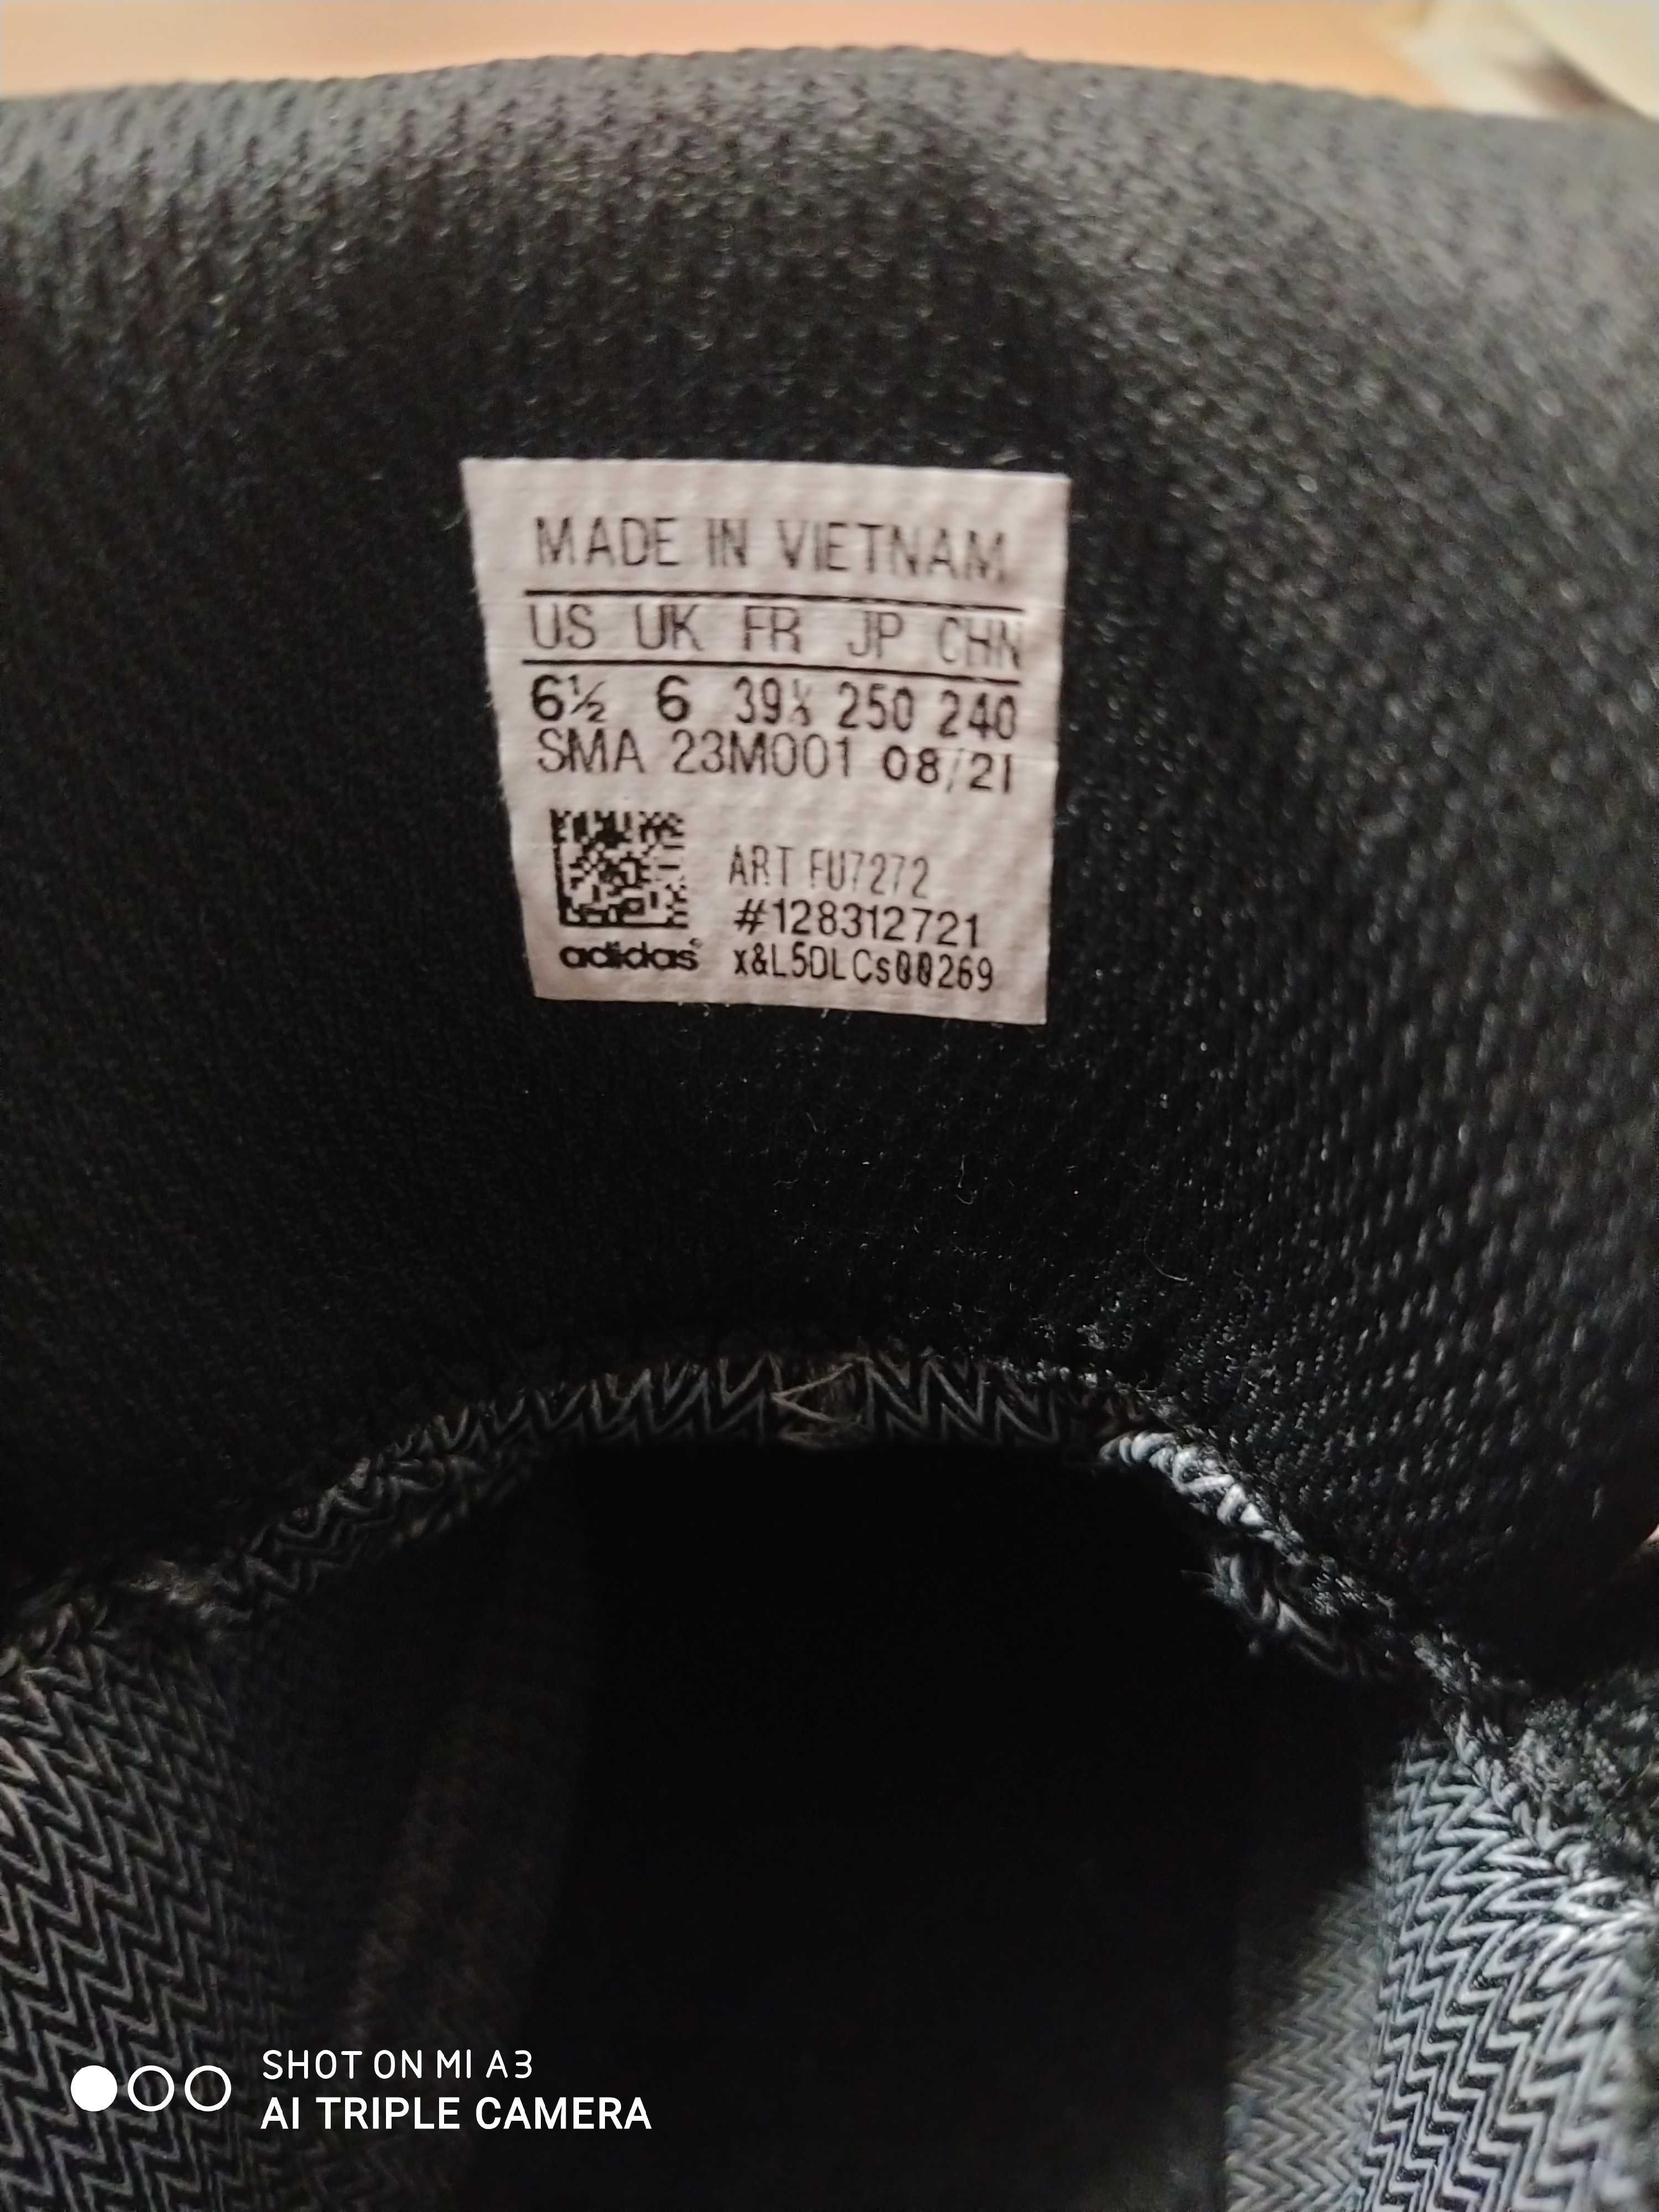 MADE IN VIETNAM
US UK FR JP CHN
6½ 6 39⅓ 250 240
SMA 23M001 08/21
ART FU7272
#128312721
adidas® x&L5DLCs00269
SHOT ON MI A3
AI TRIPLE CAMERA